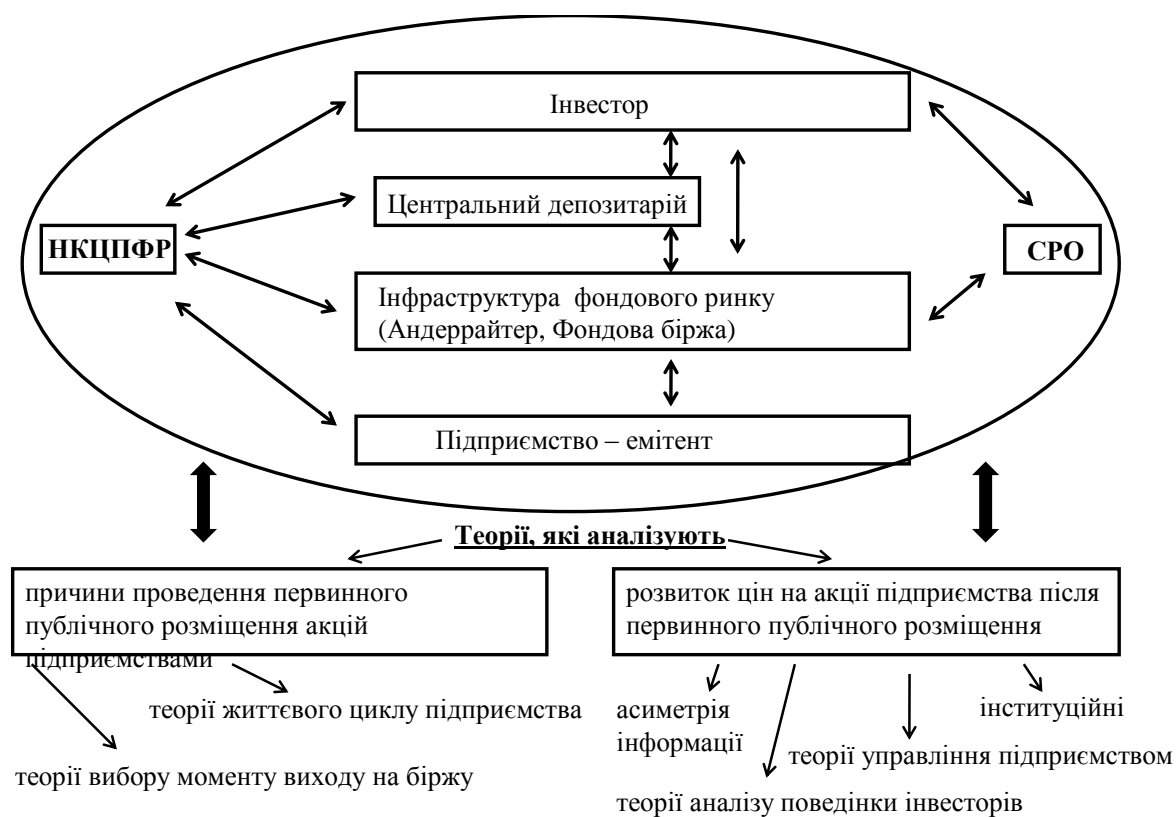 Інвестор
Центральний депозитарій
НКЦПФР
СРО
Інфраструктура фондового ринку
(Андеррайтер, Фондова біржа)
Підприємство – емітент
Теорії, які аналізують
причини проведення первинного
публічного розміщення акцій
підприємствами
розвиток цін на акції підприємства після
первинного публічного розміщення
теорії життєвого циклу підприємства
теорії вибору моменту виходу на біржу
асиметрія
інформації
інституційні
теорії управління підприємством
теорії аналізу поведінки інвесторів